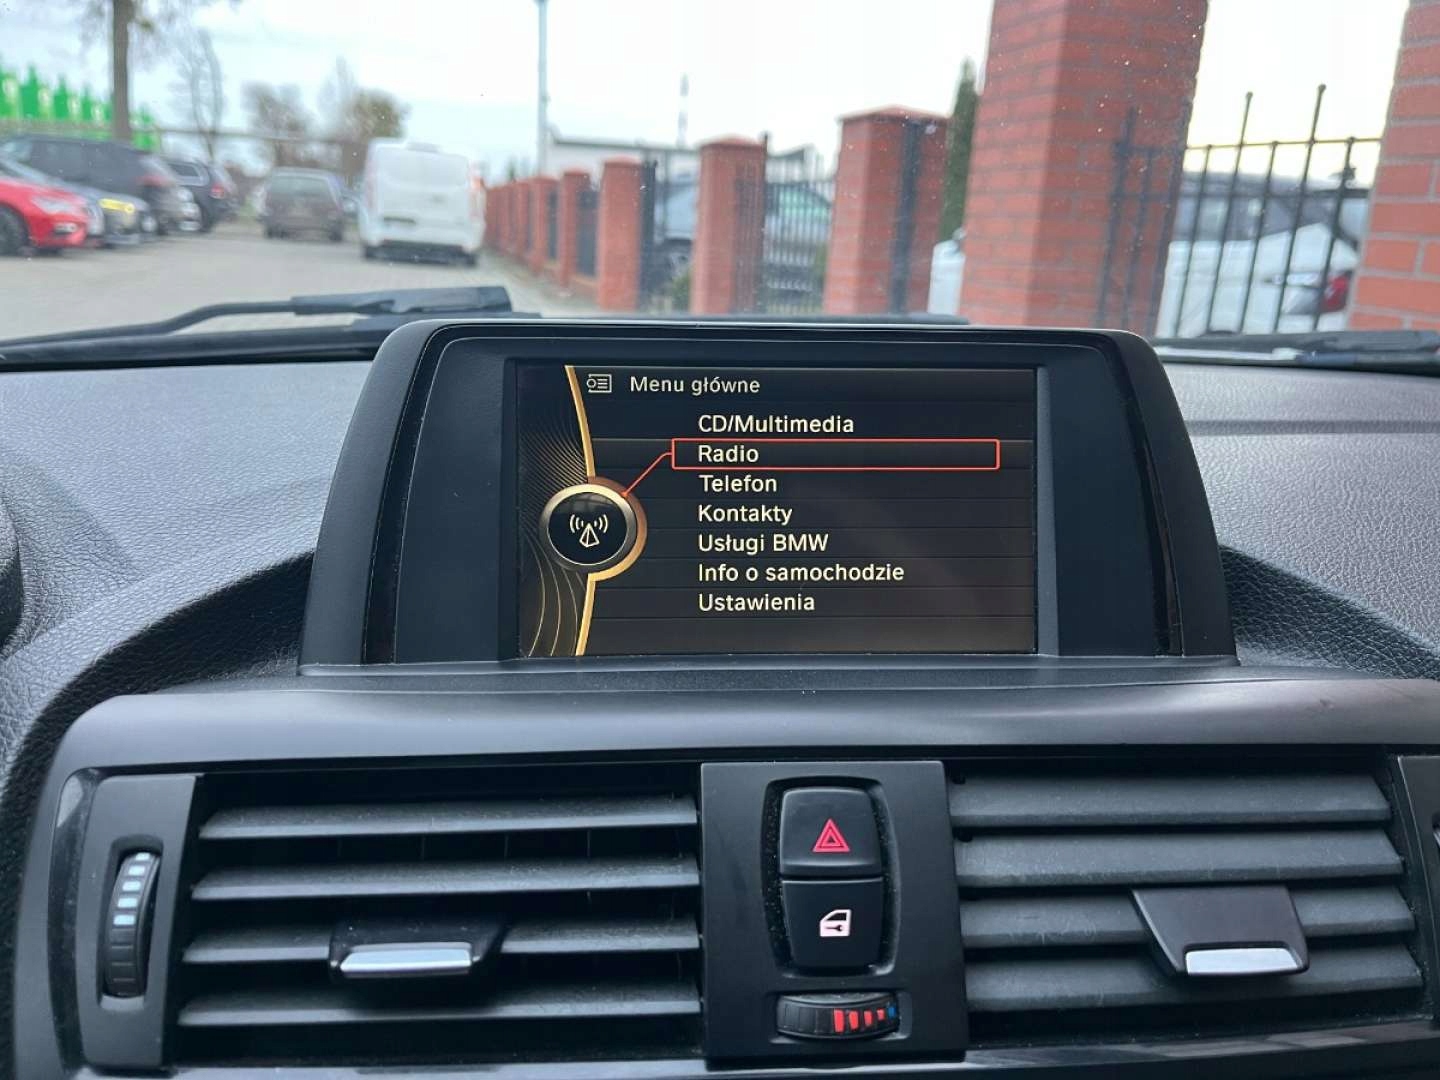 Menu główne
CD/Multimedia
Radio
Telefon
Kontakty
Usługi BMW
Info o samochodzie
Ustawienia